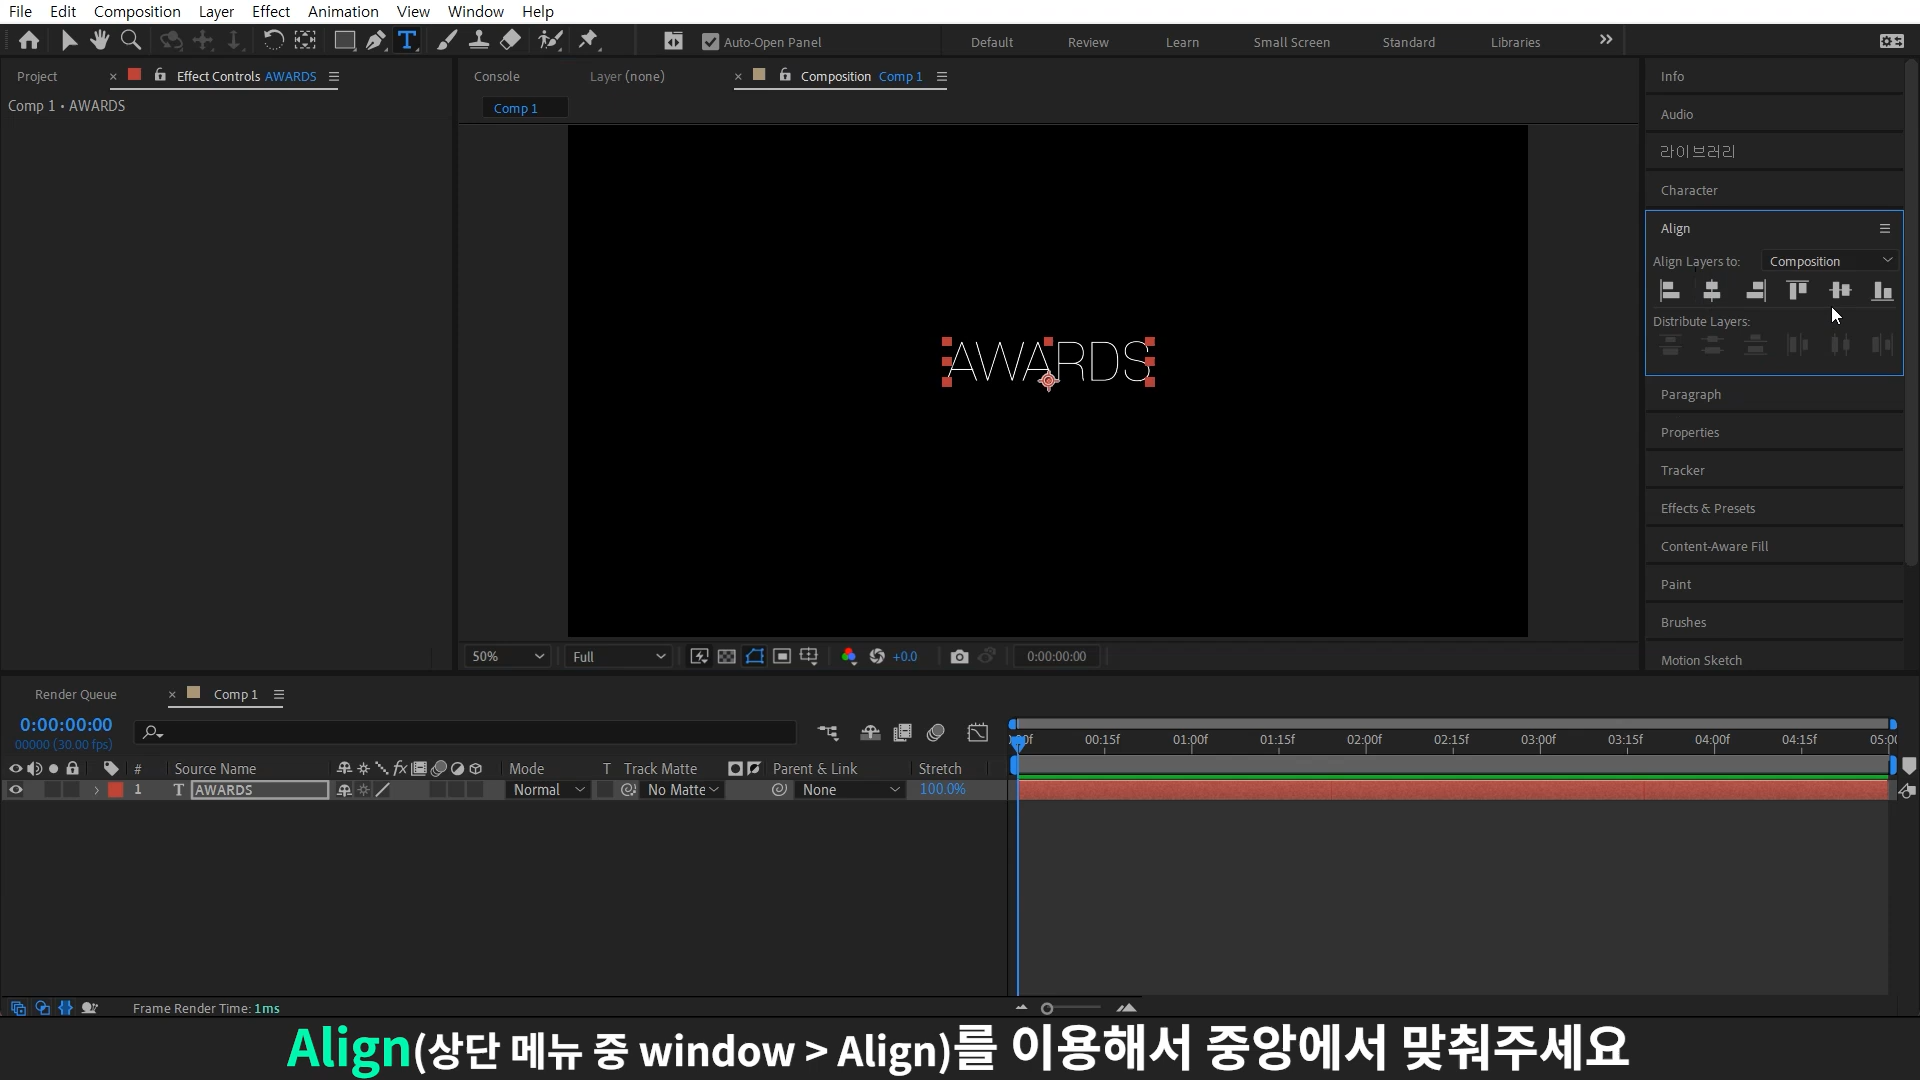 File Edit Composition Layer Effect Animation View Window Help
Auto-Open Panel Default Review Learn Small Screen Standard Libraries
Project Effect Controls AWARDS
Comp 1 • AWARDS
Console Layer (none) Composition Comp 1
Comp 1
AWARDS
50% Full +0.0 0:00:00:00
Info
Audio
라이브러리
Character
Align
Align Layers to: Composition
Distribute Layers:
Paragraph
Properties
Tracker
Effects & Presets
Content-Aware Fill
Paint
Brushes
Motion Sketch
Render Queue Comp 1
0:00:00:00
00000 (30.00 fps)
00:15f 01:00f 01:15f 02:00f 02:15f 03:00f 03:15f 04:00f 04:15f
# Source Name Mode T Track Matte Parent & Link Stretch
1 T AWARDS Normal No Matte None 100.0%
Frame Render Time: 1ms
Align(상단 메뉴 중 window > Align)를 이용해서 중앙에서 맞춰주세요